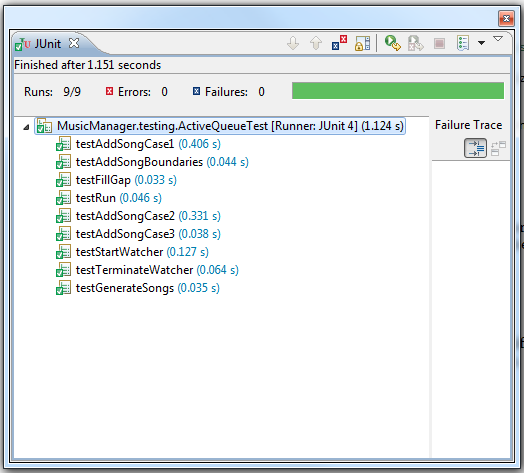 JUnit
Finished after 1.151 seconds
Runs: 9/9 Errors: 0 Failures: 0
MusicManager.testing.ActiveQueueTest [Runner: JUnit 4] (1.124 s)
Failure Trace
testAddSongCase1 (0.406 s)
testAddSongBoundaries (0.044 s)
testFillGap (0.033 s)
testRun (0.046 s)
testAddSongCase2 (0.331 s)
testAddSongCase3 (0.038 s)
testStartWatcher (0.127 s)
testTerminateWatcher (0.064 s)
testGenerateSongs (0.035 s)